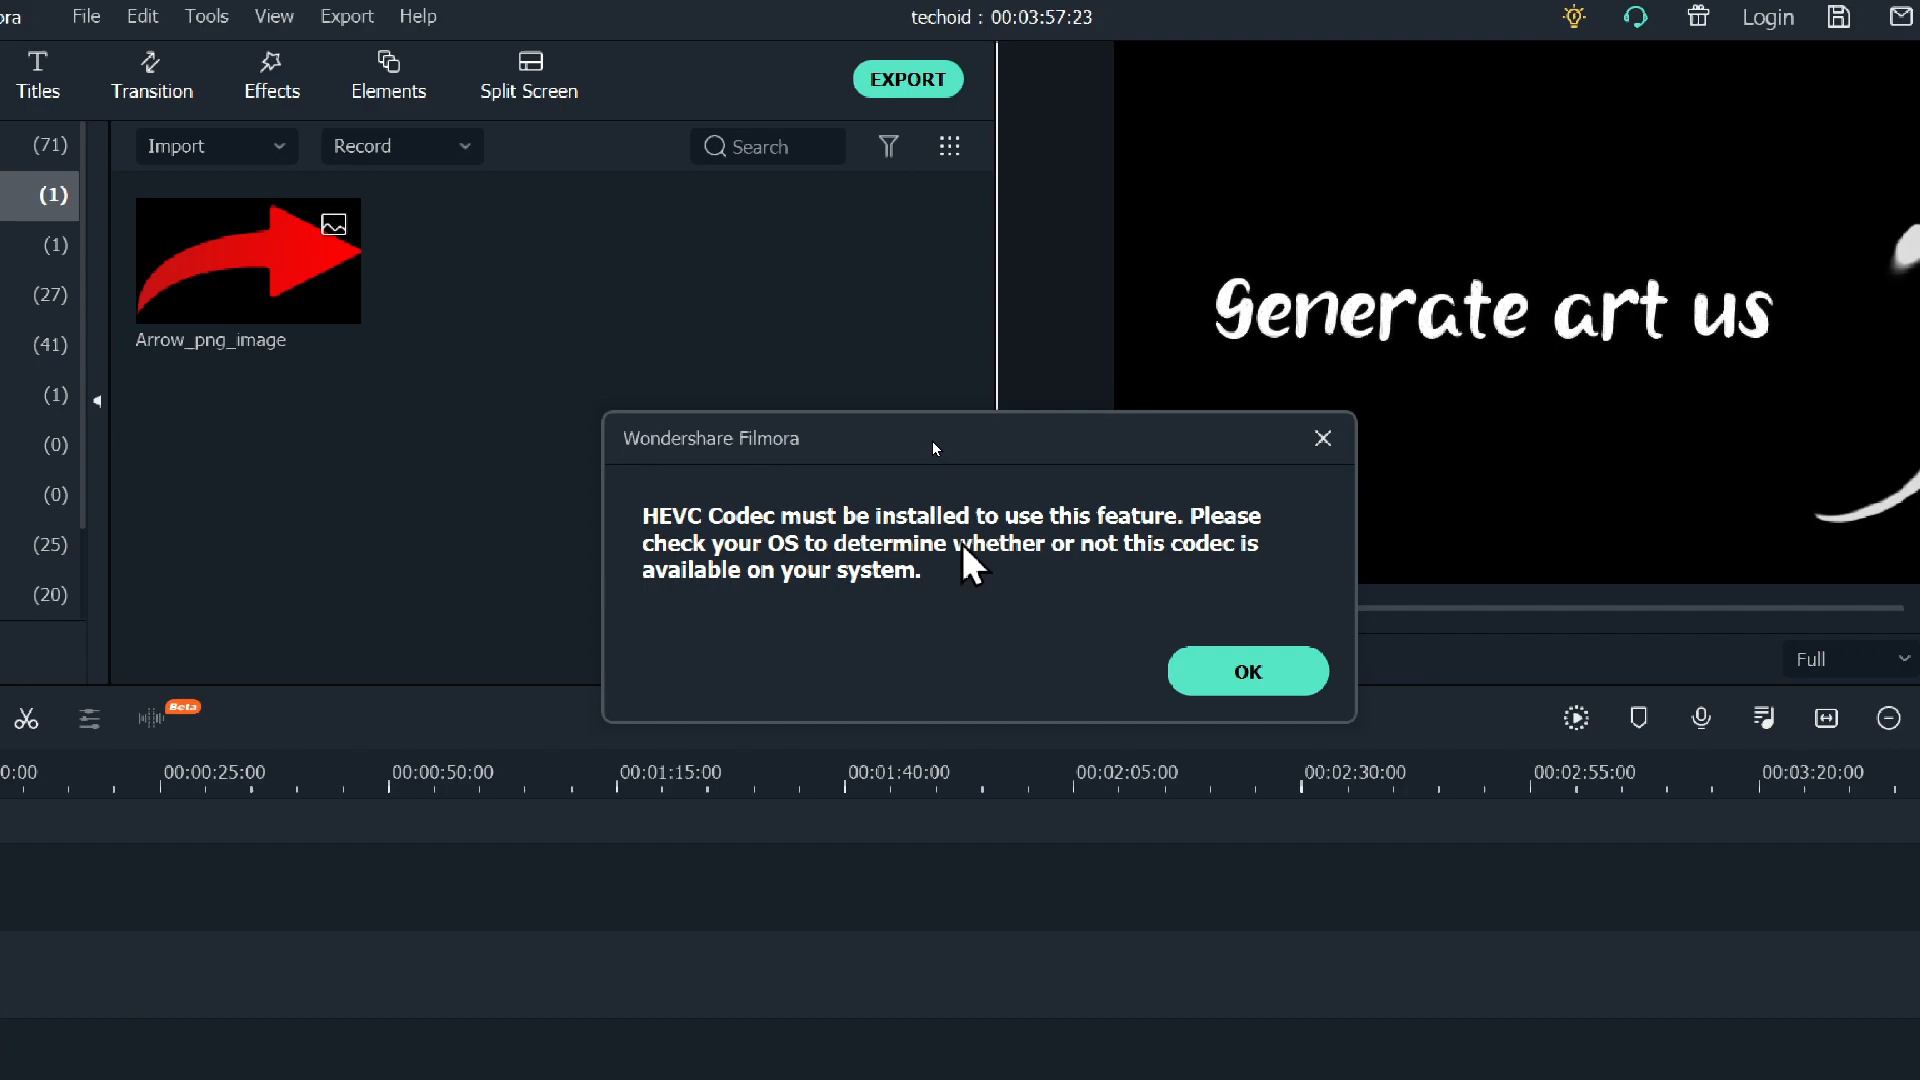 ora File Edit Tools View Export Help techoid : 00:03:57:23 Login
Titles Transition Effects Elements Split Screen EXPORT
(71) Import Record Search
(1)
(1)
(27)
(41)
(1)
(0)
(0)
(25)
(20)
Arrow_png_image
Generate art us
Wondershare Filmora
HEVC Codec must be installed to use this feature. Please
check your OS to determine whether or not this codec is
available on your system.
OK
Full
Beta
0:00 00:00:25:00 00:00:50:00 00:01:15:00 00:01:40:00 00:02:05:00 00:02:30:00 00:02:55:00 00:03:20:00